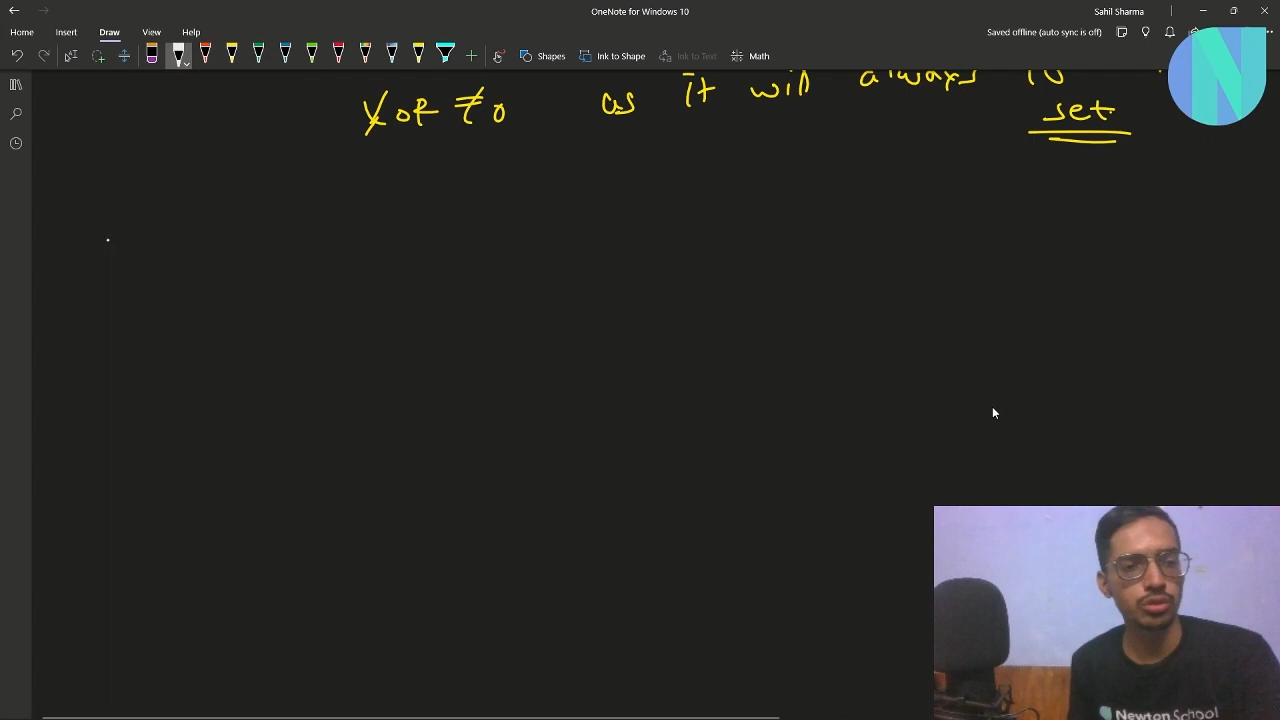 OneNote for Windows 10
Sahil Sharma
Home Insert Draw View Help
Saved offline (auto sync is off)
Shapes Ink to Shape Ink to Text Math
it will always
XOR ≠ 0 as
set
Newton School